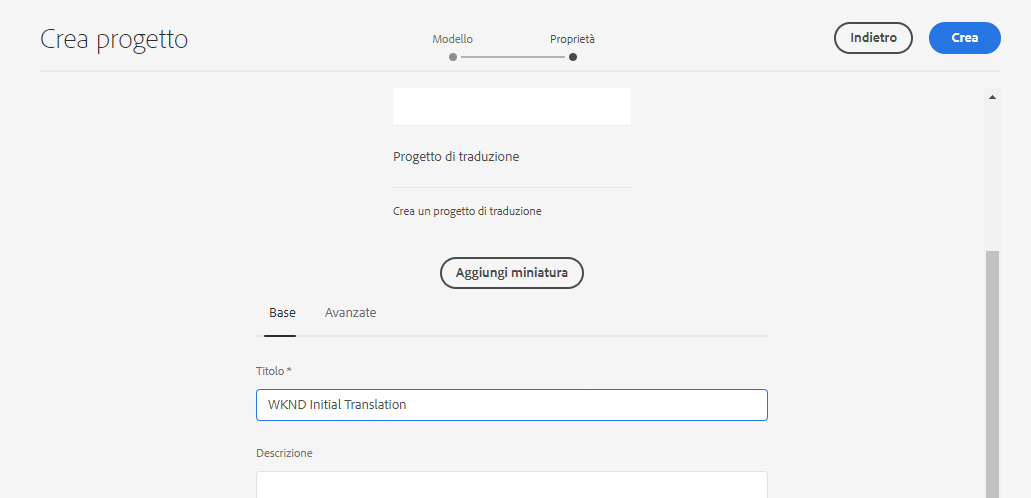 Crea progetto
Modello
Proprietà
Indietro
Crea
Progetto di traduzione
Crea un progetto di traduzione
Aggiungi miniatura
Base
Avanzate
Titolo *
WKND Initial Translation
Descrizione